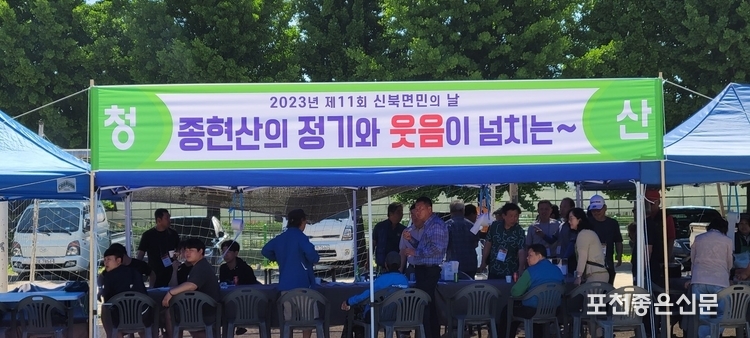 2023년 제11회 신북면민의 날
청 종현산의 정기와 웃음이 넘치는~ 산
포천좋은신문